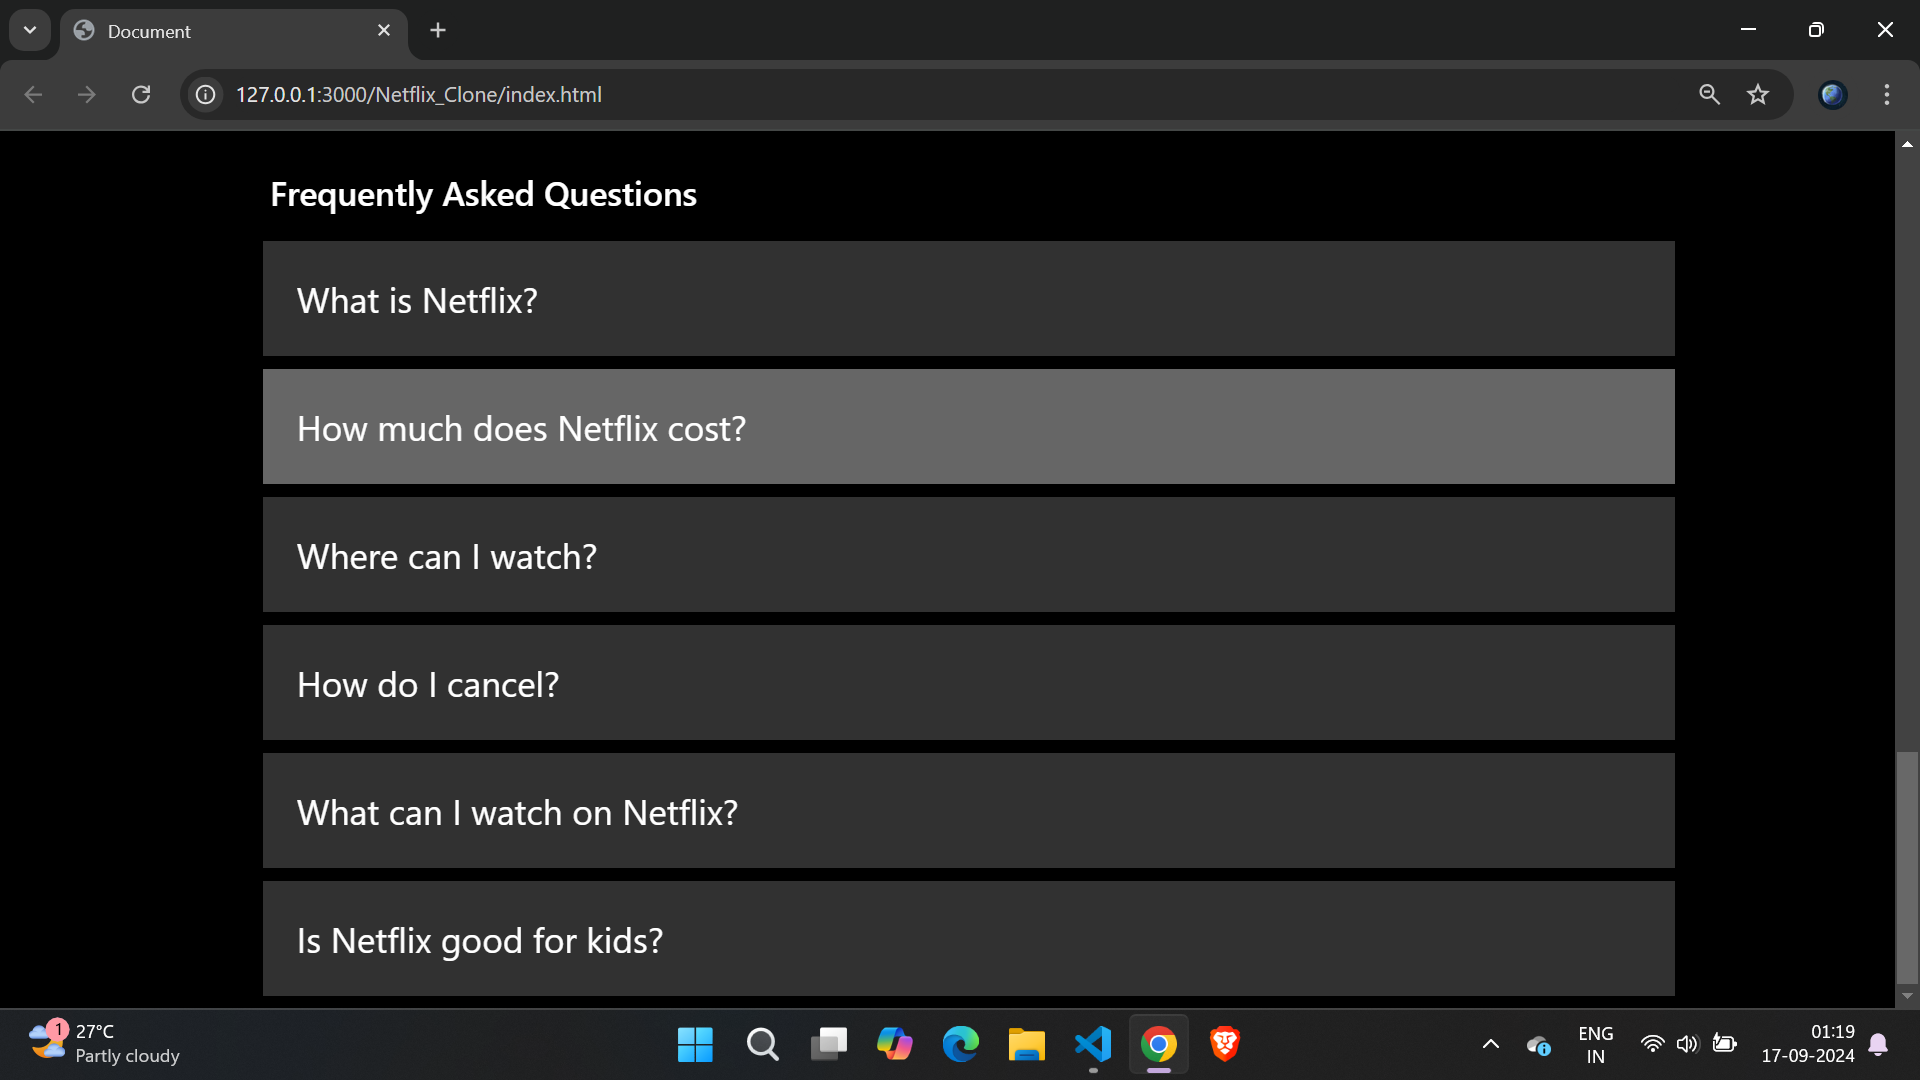 Document
127.0.0.1:3000/Netflix_Clone/index.html
Frequently Asked Questions
What is Netflix?
How much does Netflix cost?
Where can I watch?
How do I cancel?
What can I watch on Netflix?
Is Netflix good for kids?
1
27°C
Partly cloudy
ENG
IN
01:19
17-09-2024